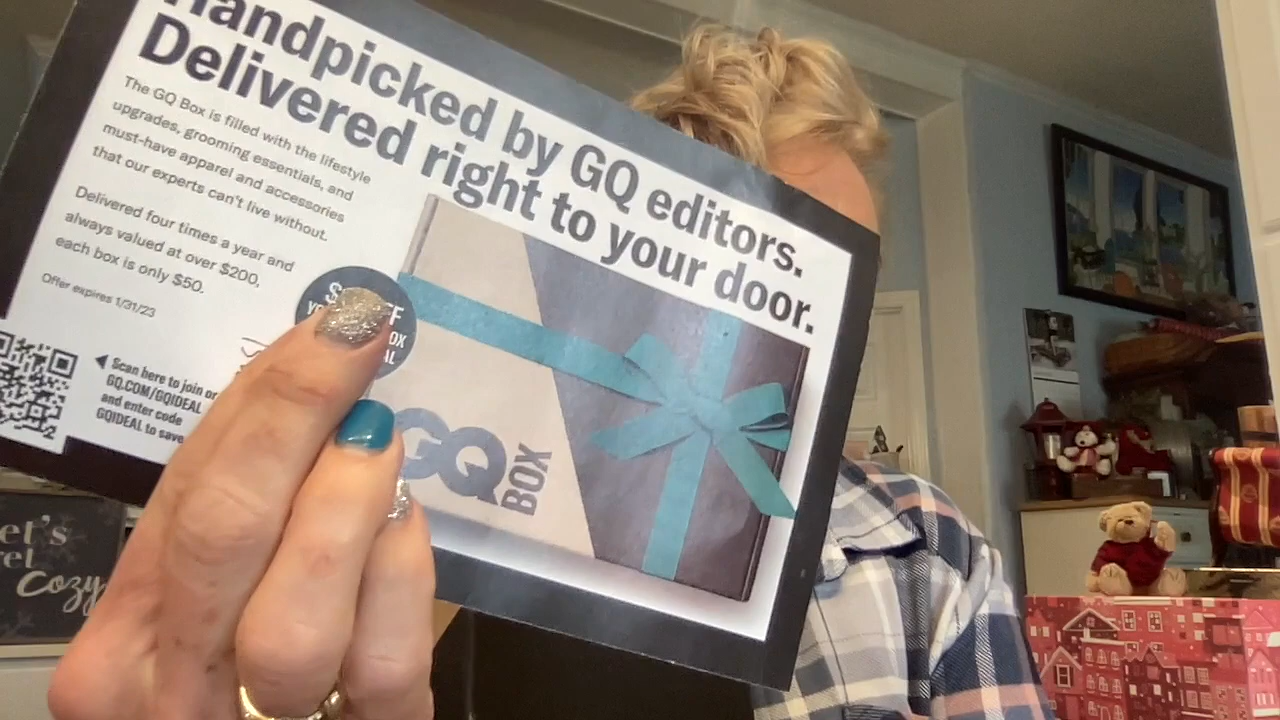 Handpicked by GQ editors.
Delivered right to your door.
The GQ Box is filled with the lifestyle
upgrades, grooming essentials, and
must-have apparel and accessories
that our experts can't live without.
Delivered four times a year and
always valued at over $200,
each box is only $50.
Offer expires 1/31/23
Scan here to join or
GQ.COM/GQIDEAL
and enter code
GQIDEAL to save
GQ
BOX
Cozy